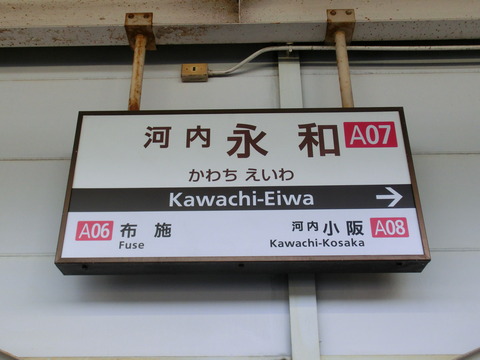 河内 永和 A07
かわち えいわ
Kawachi-Eiwa →
A06 布施 河内 小阪 A08
Fuse Kawachi-Kosaka